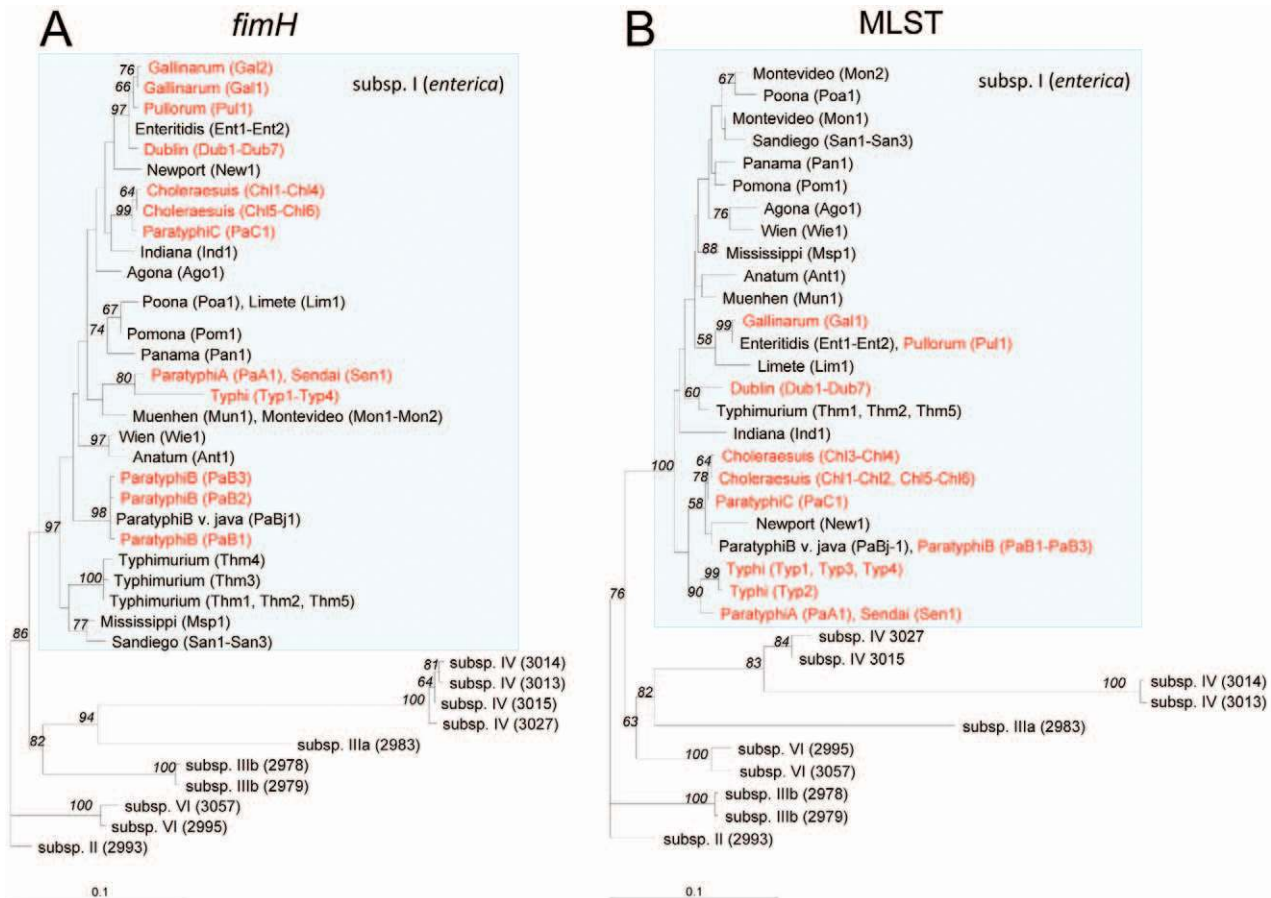 A
fimH
subsp. I (enterica)
76
Gallinarum (Gal2)
66
Gallinarum (Gal1)
97
Pullorum (Pul1)
Enteritidis (Ent1-Ent2)
Dublin (Dub1-Dub7)
Newport (New1)
64
Choleraesuis (Chl1-Chl4)
99
Choleraesuis (Chl5-Chl6)
ParatyphiC (PaC1)
Indiana (Ind1)
Agona (Ago1)
67
Poona (Poa1), Limete (Lim1)
74
Pomona (Pom1)
Panama (Pan1)
80
ParatyphiA (PaA1), Sendai (Sen1)
Typhi (Typ1-Typ4)
Muenhen (Mun1), Montevideo (Mon1-Mon2)
97
Wien (Wie1)
Anatum (Ant1)
ParatyphiB (PaB3)
98
ParatyphiB (PaB2)
ParatyphiB v. java (PaBj1)
97
ParatyphiB (PaB1)
Typhimurium (Thm4)
100
Typhimurium (Thm3)
Typhimurium (Thm1, Thm2, Thm5)
77
Mississippi (Msp1)
Sandiego (San1-San3)
86
81
subsp. IV (3014)
64
subsp. IV (3013)
100
subsp. IV (3015)
subsp. IV (3027)
94
82
subsp. IIIa (2983)
100
subsp. IIIb (2978)
subsp. IIIb (2979)
100
subsp. VI (3057)
subsp. VI (2995)
subsp. II (2993)
0.1
B
MLST
subsp. I (enterica)
67
Montevideo (Mon2)
Poona (Poa1)
Montevideo (Mon1)
Sandiego (San1-San3)
Panama (Pan1)
Pomona (Pom1)
76
Agona (Ago1)
Wien (Wie1)
88
Mississippi (Msp1)
Anatum (Ant1)
Muenhen (Mun1)
99
Gallinarum (Gal1)
58
Enteritidis (Ent1-Ent2), Pullorum (Pul1)
Limete (Lim1)
60
Dublin (Dub1-Dub7)
Typhimurium (Thm1, Thm2, Thm5)
Indiana (Ind1)
100
64
Choleraesuis (Chl3-Chl4)
78
Choleraesuis (Chl1-Chl2, Chl5-Chl6)
58
ParatyphiC (PaC1)
Newport (New1)
ParatyphiB v. java (PaBj-1), ParatyphiB (PaB1-PaB3)
99
Typhi (Typ1, Typ3, Typ4)
90
Typhi (Typ2)
ParatyphiA (PaA1), Sendai (Sen1)
76
84
subsp. IV 3027
83
subsp. IV 3015
100
subsp. IV (3014)
subsp. IV (3013)
82
63
subsp. IIIa (2983)
100
subsp. VI (2995)
subsp. VI (3057)
100
subsp. IIIb (2978)
subsp. IIIb (2979)
subsp. II (2993)
0.1